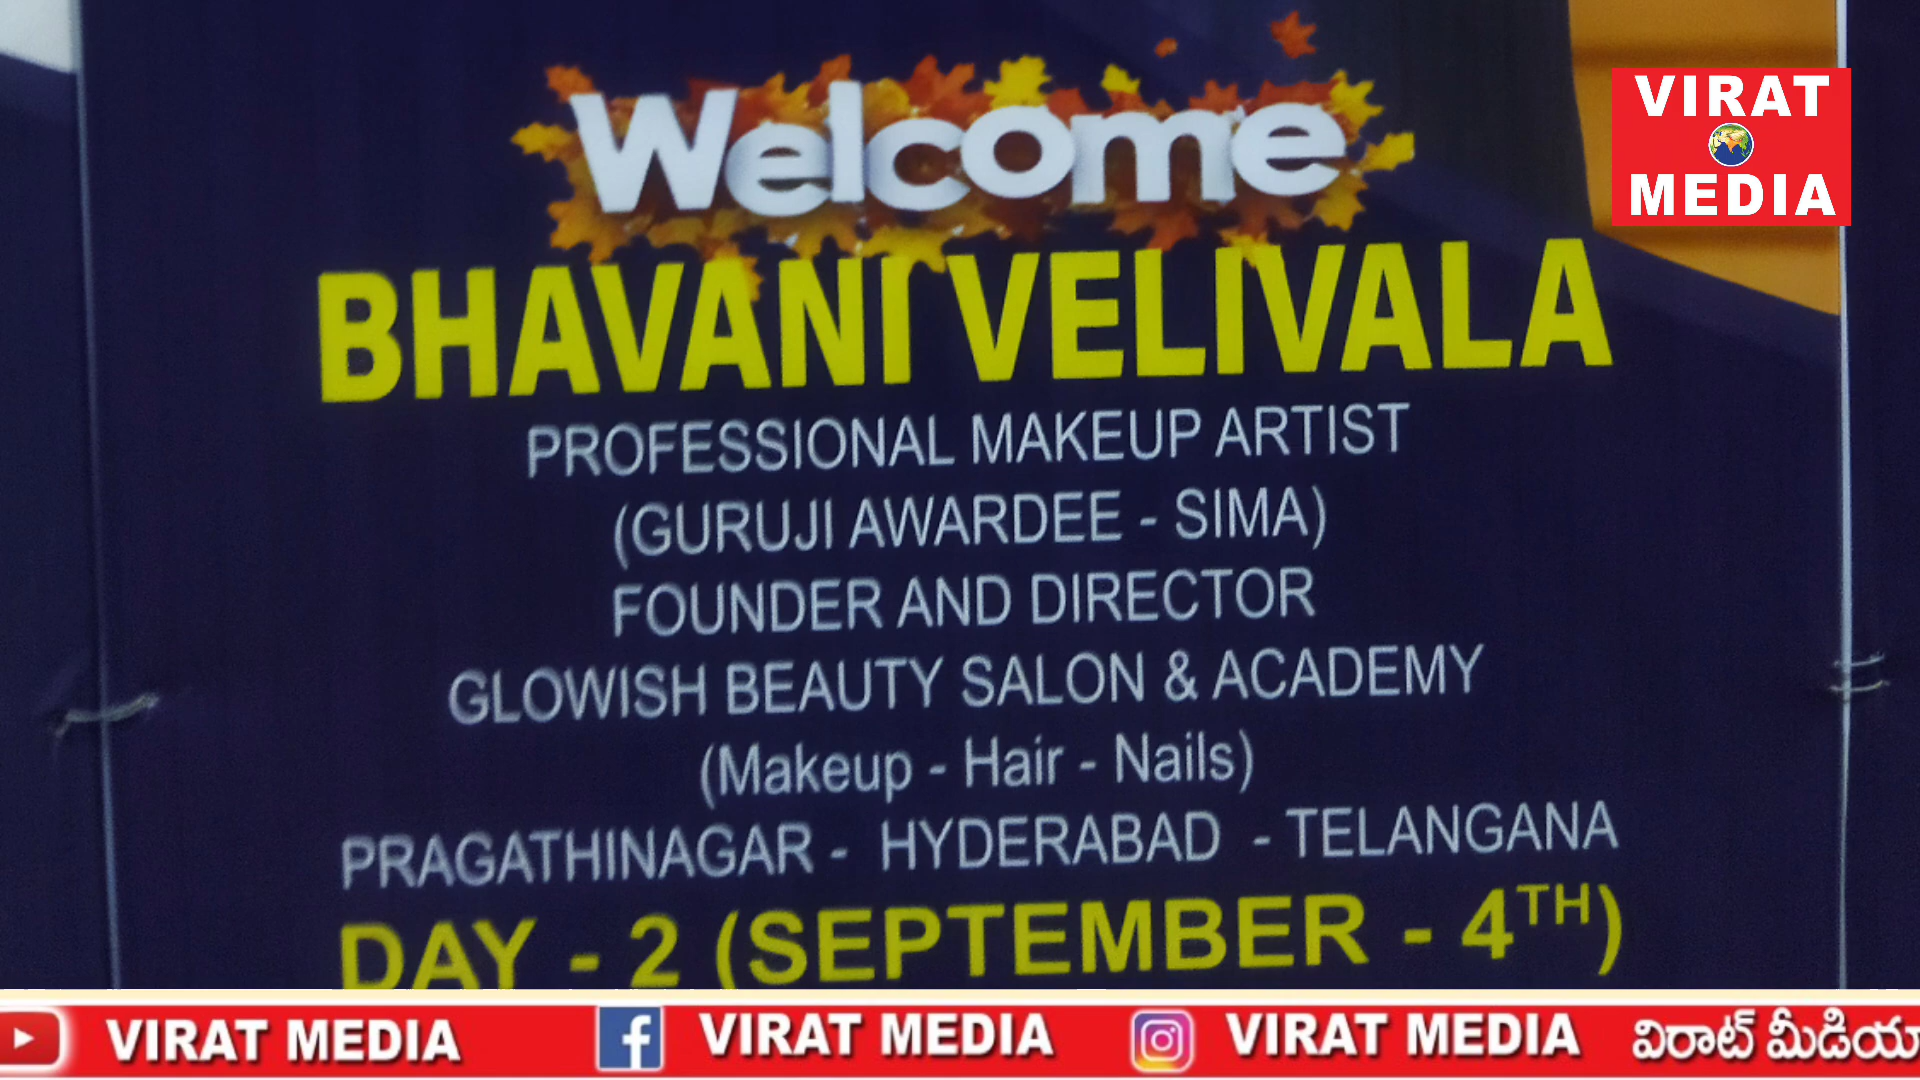 Welcome
VIRAT
MEDIA
BHAVANI VELIVALA
PROFESSIONAL MAKEUP ARTIST
(GURUJI AWARDEE - SIMA)
FOUNDER AND DIRECTOR
GLOWISH BEAUTY SALON & ACADEMY
(Makeup - Hair - Nails)
PRAGATHINAGAR - HYDERABAD - TELANGANA
DAY - 2 (SEPTEMBER - 4TH)
VIRAT MEDIA VIRAT MEDIA VIRAT MEDIA విరాట్ మీడియా